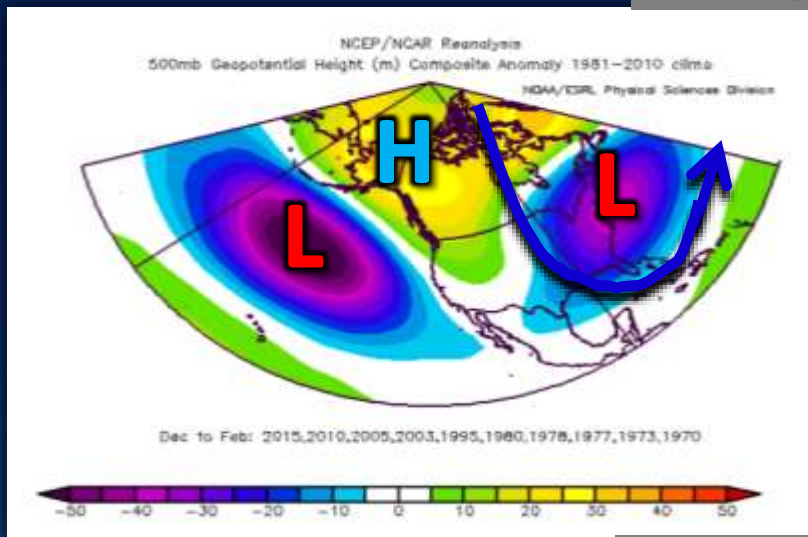 NCEP/NCAR Reanalysis
500mb Geopotential Height (m) Composite Anomaly 1981-2010 climo
NOAA/ESRL Physical Sciences Division
H
L
L
Dec to Feb: 2015,2010,2005,2003,1995,1980,1978,1977,1973,1970
-50 -40 -30 -20 -10 0 10 20 30 40 50